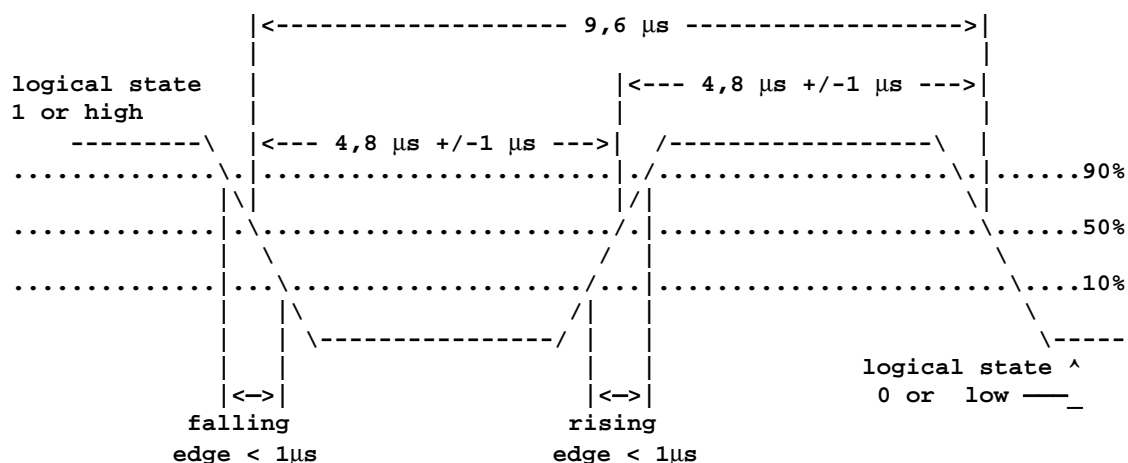 |<-------------------- 9,6 µs ------------------->|
logical state
|<--- 4,8 µs +/-1 µs --->|
1 or high
|<--- 4,8 µs +/-1 µs --->|
90%
50%
10%
logical state ^
|<—>| |<—>| 0 or low ———_
falling rising
edge < 1µs edge < 1µs